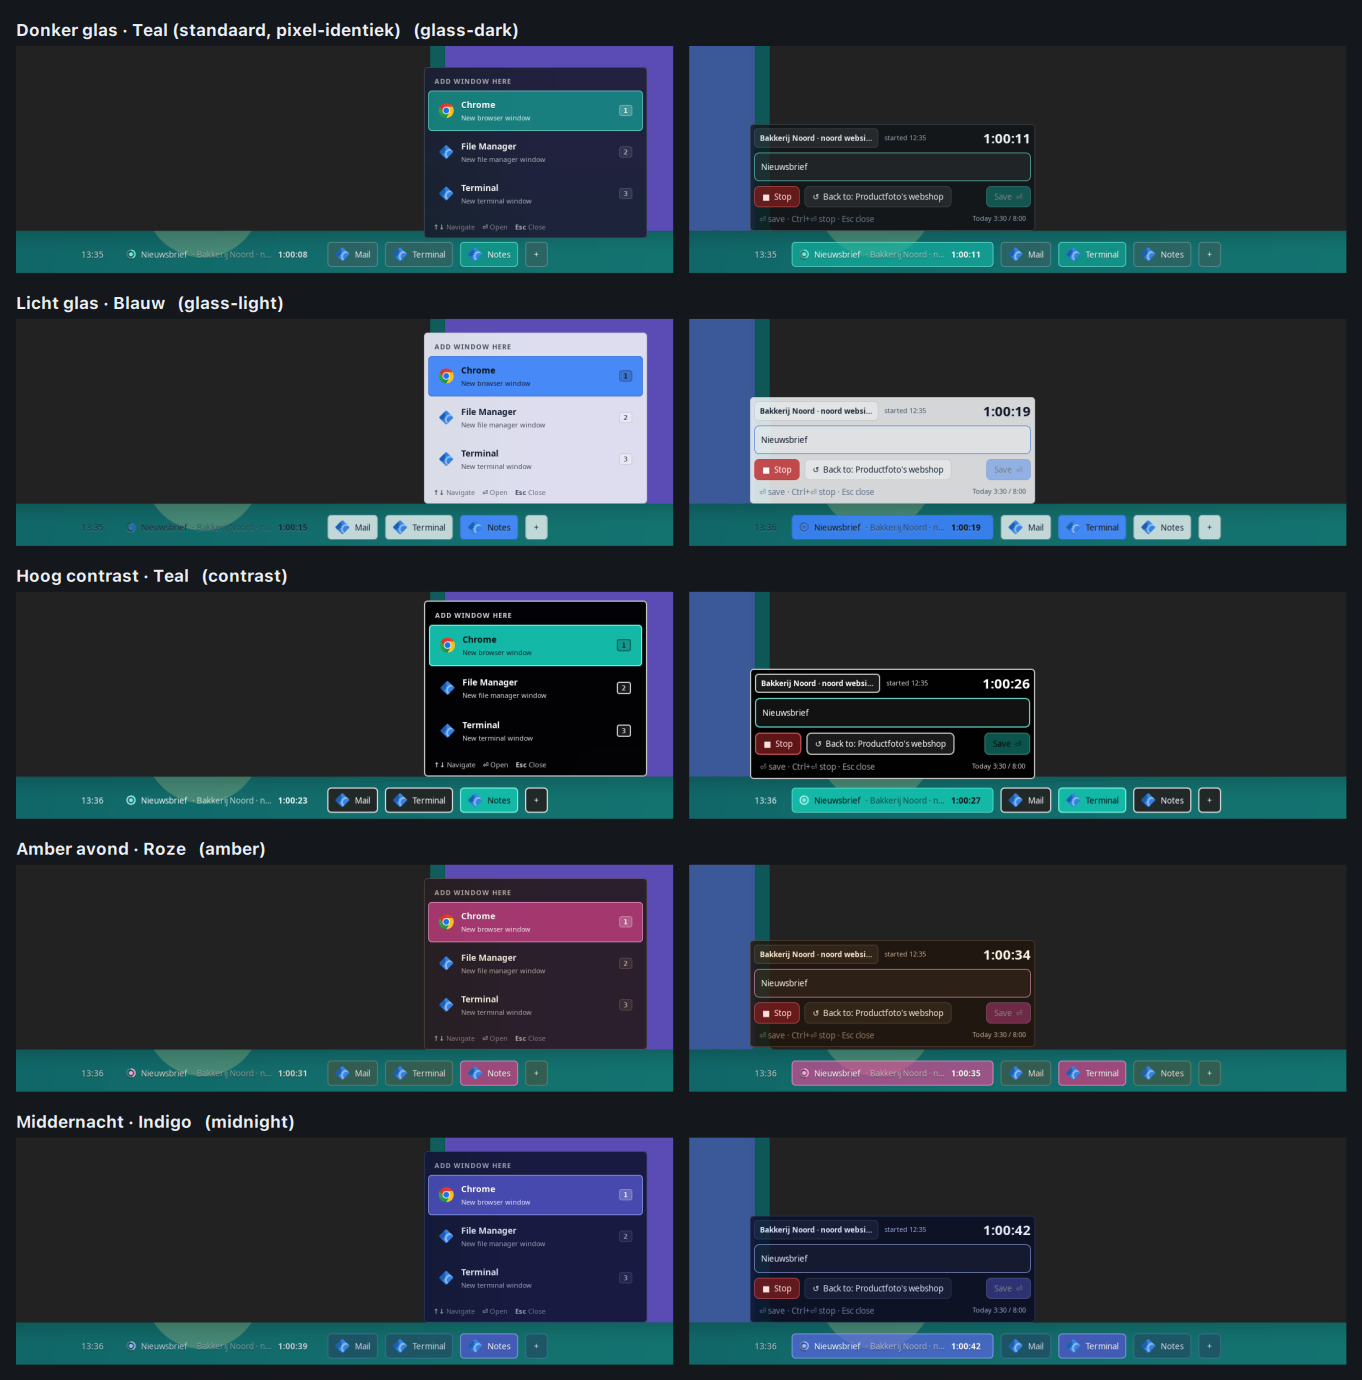 Donker glas · Teal (standaard, pixel-identiek) (glass-dark)
ADD WINDOW HERE
Chrome 1
New browser window
File Manager 2
New file manager window
Terminal 3
New terminal window
↑↓ Navigate ⏎ Open Esc Close
13:35 Nieuwsbrief · Bakkerij Noord · n... 1:00:08 Mail Terminal Notes +
Bakkerij Noord · noord websi... started 12:35 1:00:11
Nieuwsbrief
Stop ↺ Back to: Productfoto's webshop Save ⏎
⏎ save · Ctrl+⏎ stop · Esc close Today 3:30 / 8:00
13:35 Nieuwsbrief · Bakkerij Noord · n... 1:00:11 Mail Terminal Notes +
Licht glas · Blauw (glass-light)
ADD WINDOW HERE
Chrome 1
New browser window
File Manager 2
New file manager window
Terminal 3
New terminal window
↑↓ Navigate ⏎ Open Esc Close
13:35 Nieuwsbrief · Bakkerij Noord · n... 1:00:15 Mail Terminal Notes +
Bakkerij Noord · noord websi... started 12:35 1:00:19
Nieuwsbrief
Stop ↺ Back to: Productfoto's webshop Save ⏎
⏎ save · Ctrl+⏎ stop · Esc close Today 3:30 / 8:00
13:36 Nieuwsbrief · Bakkerij Noord · n... 1:00:19 Mail Terminal Notes +
Hoog contrast · Teal (contrast)
ADD WINDOW HERE
Chrome 1
New browser window
File Manager 2
New file manager window
Terminal 3
New terminal window
↑↓ Navigate ⏎ Open Esc Close
13:36 Nieuwsbrief · Bakkerij Noord · n... 1:00:23 Mail Terminal Notes +
Bakkerij Noord · noord websi... started 12:35 1:00:26
Nieuwsbrief
Stop ↺ Back to: Productfoto's webshop Save ⏎
⏎ save · Ctrl+⏎ stop · Esc close Today 3:30 / 8:00
13:36 Nieuwsbrief · Bakkerij Noord · n... 1:00:27 Mail Terminal Notes +
Amber avond · Roze (amber)
ADD WINDOW HERE
Chrome 1
New browser window
File Manager 2
New file manager window
Terminal 3
New terminal window
↑↓ Navigate ⏎ Open Esc Close
13:36 Nieuwsbrief · Bakkerij Noord · n... 1:00:31 Mail Terminal Notes +
Bakkerij Noord · noord websi... started 12:35 1:00:34
Nieuwsbrief
Stop ↺ Back to: Productfoto's webshop Save ⏎
⏎ save · Ctrl+⏎ stop · Esc close Today 3:30 / 8:00
13:36 Nieuwsbrief · Bakkerij Noord · n... 1:00:35 Mail Terminal Notes +
Middernacht · Indigo (midnight)
ADD WINDOW HERE
Chrome 1
New browser window
File Manager 2
New file manager window
Terminal 3
New terminal window
↑↓ Navigate ⏎ Open Esc Close
13:36 Nieuwsbrief · Bakkerij Noord · n... 1:00:39 Mail Terminal Notes +
Bakkerij Noord · noord websi... started 12:35 1:00:42
Nieuwsbrief
Stop ↺ Back to: Productfoto's webshop Save ⏎
⏎ save · Ctrl+⏎ stop · Esc close Today 3:30 / 8:00
13:36 Nieuwsbrief · Bakkerij Noord · n... 1:00:42 Mail Terminal Notes +